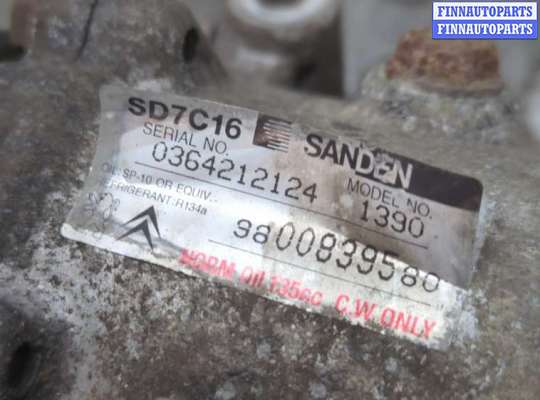 FINNAUTOPARTS
FINNAUTOPARTS
SD7C16 SANDEN
SERIAL NO. MODEL NO.
0364212124 1390
OIL: SP-10 OR EQUIV.
REFRIGERANT: R134a
9800839580
NORM Oil 135cc C.W ONLY